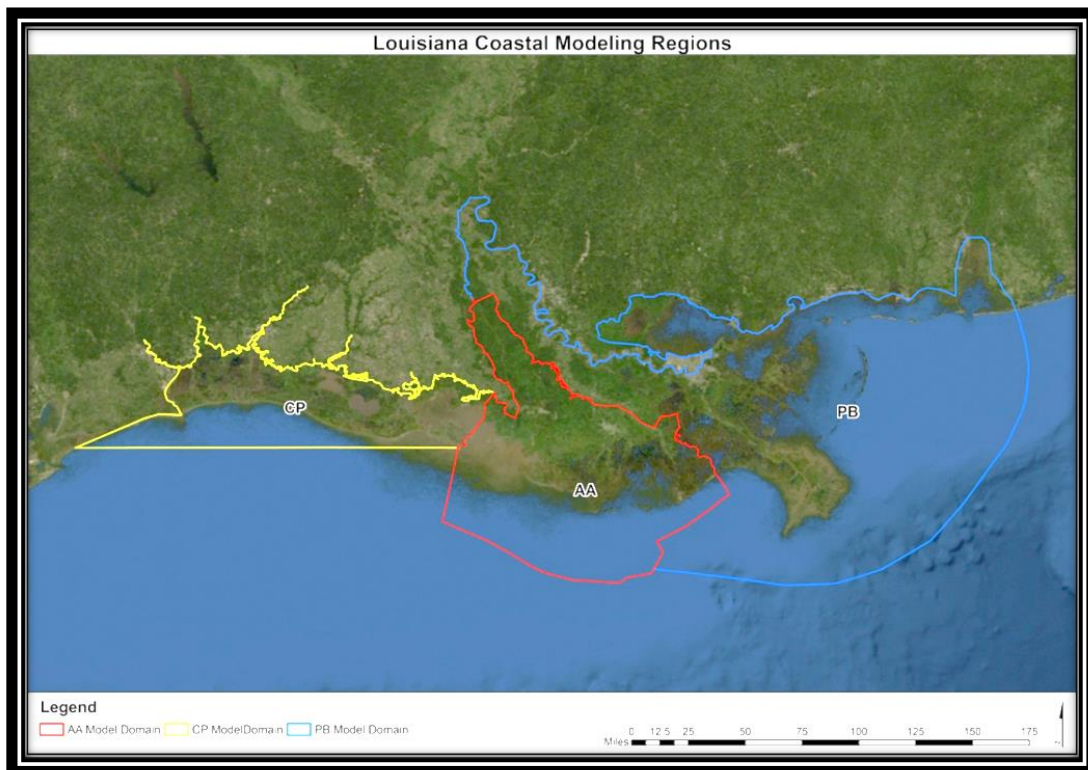 Louisiana Coastal Modeling Regions
CP
PB
AA
Legend
AA Model Domain CP ModelDomain PB Model Domain
0 12.5 25 50 75 100 125 150 175
Miles